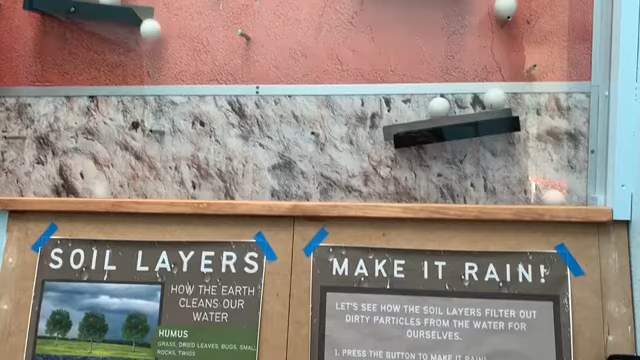 SOIL LAYERS
HOW THE EARTH
CLEANS OUR
WATER
HUMUS
GRASS, DRIED LEAVES, BUGS, SMALL
ROCKS, TWIGS
MAKE IT RAIN!
LET'S SEE HOW THE SOIL LAYERS FILTER OUT
DIRTY PARTICLES FROM THE WATER FOR
OURSELVES.
1. PRESS THE BUTTON TO MAKE IT RAIN!